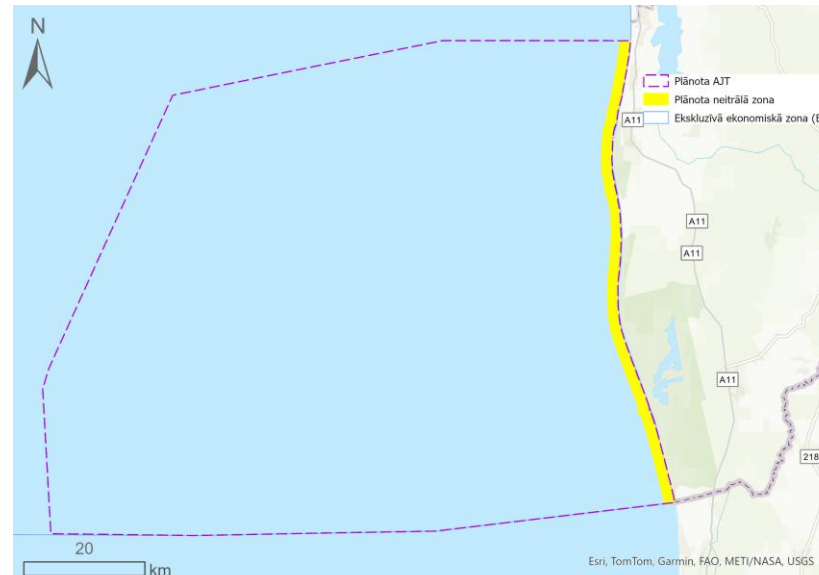 N
Plānota AJT
Plānota neitrālā zona
Ekskluzīvā ekonomiskā zona (E
A11
A11
A11
A11
218
20
km
Esri, TomTom, Garmin, FAO, METI/NASA, USGS